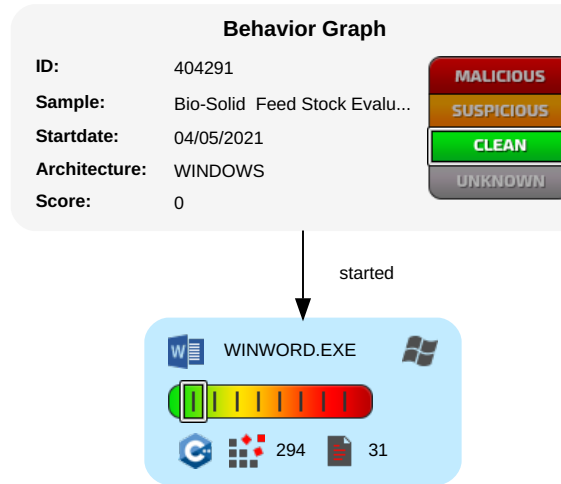 Behavior Graph
ID: 404291
Sample: Bio-Solid  Feed Stock Evalu...
Startdate: 04/05/2021
Architecture: WINDOWS
Score: 0
MALICIOUS
SUSPICIOUS
CLEAN
UNKNOWN
started
W WINWORD.EXE
C++ 294 31